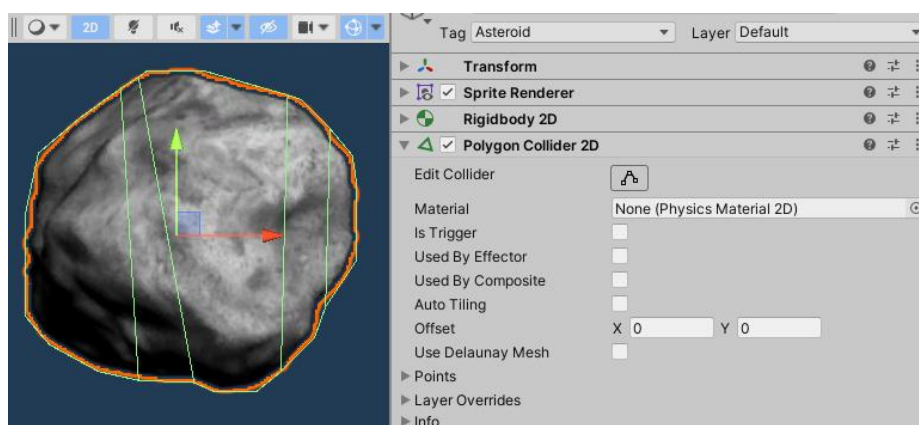 2D
Tag Asteroid Layer Default
Transform
Sprite Renderer
Rigidbody 2D
Polygon Collider 2D
Edit Collider
Material None (Physics Material 2D)
Is Trigger
Used By Effector
Used By Composite
Auto Tiling
Offset X 0 Y 0
Use Delaunay Mesh
Points
Layer Overrides
Info